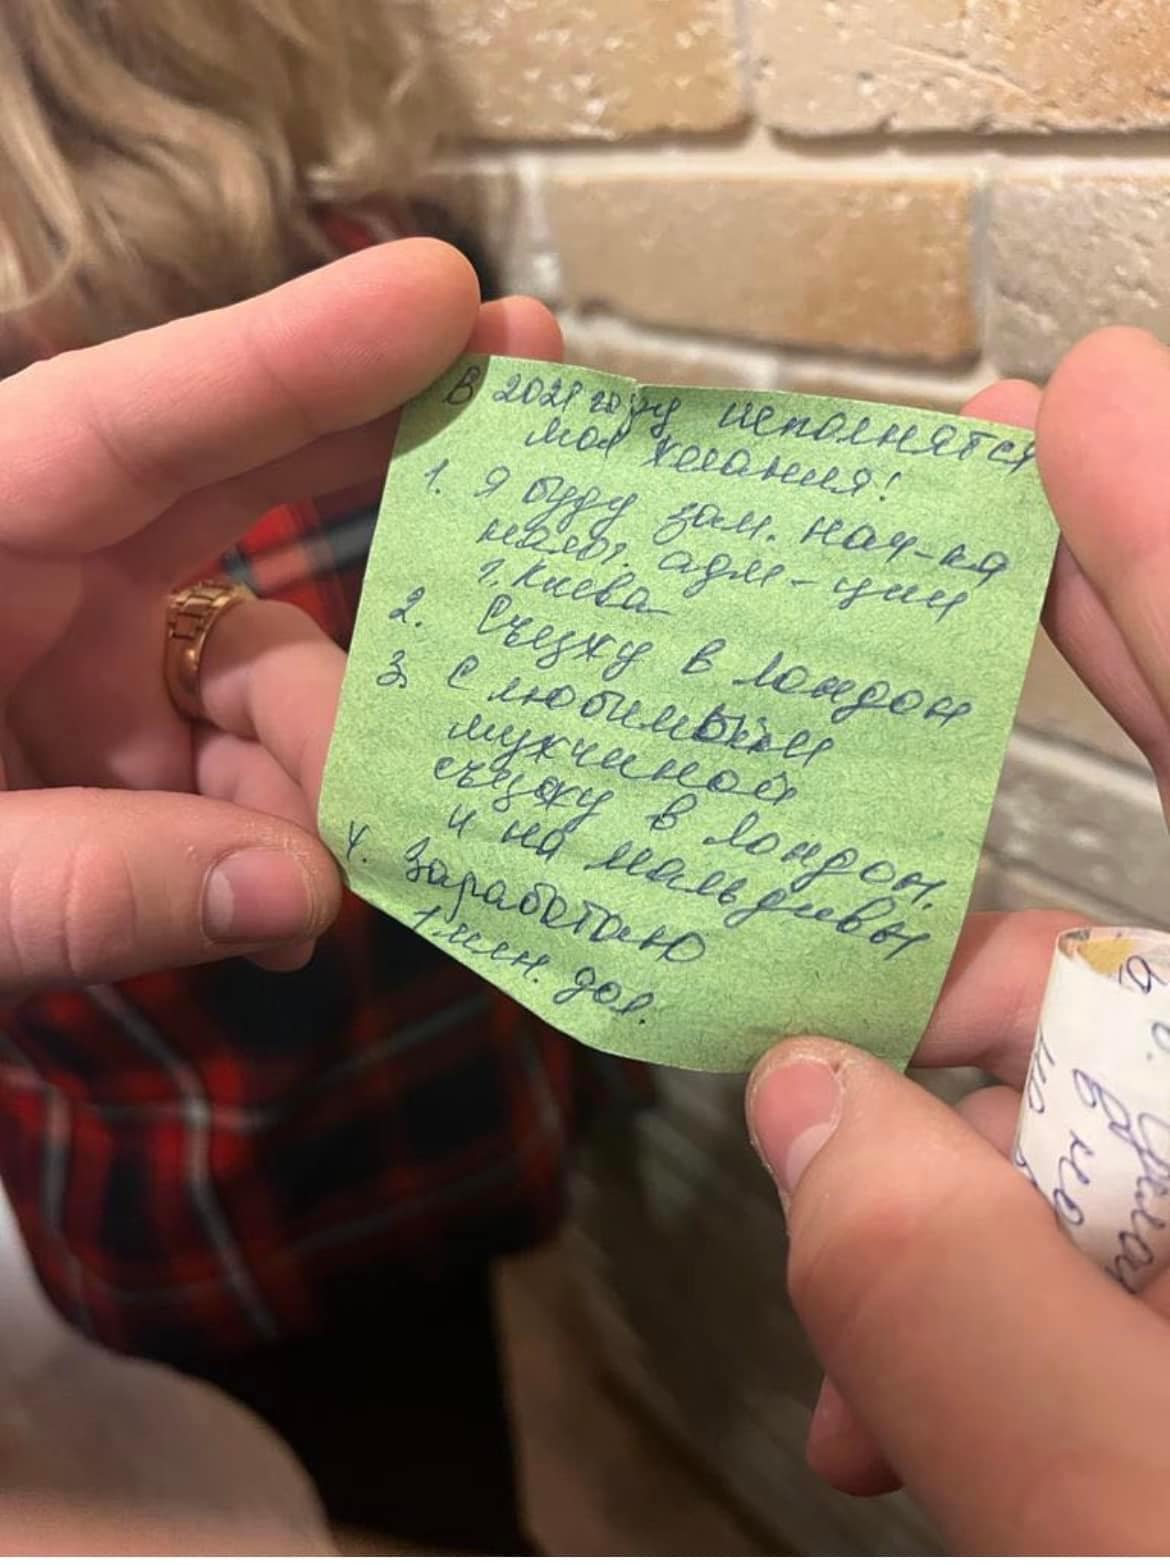 В 2021 году исполнятся
мои желания!
1. Я буду зам. нач-ка
налог. адм-ции
г. Киева
2. Съезжу в Лондон
3. С любимым
мужчиной
съезжу в Лондон.
и на Мальдивы
4. Заработаю
1 млн. дол.